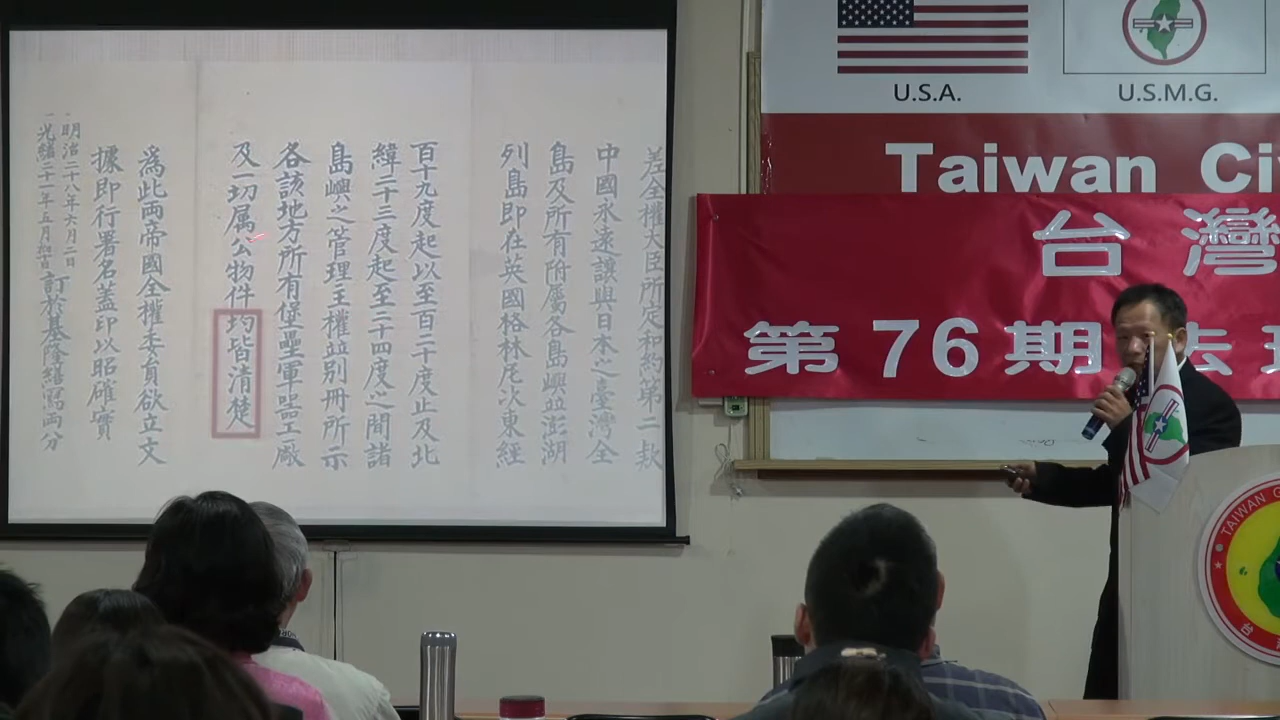 差全權大臣所定和約第二款
中國永遠讓與日本之臺灣全
島及所有附屬各島嶼並澎湖
列島即在英國格林尼次東經
百十九度起以至百二十度止及北
緯二十三度起至二十四度之間諸
島嶼之管理主權並別冊所示
各該地方所有堡壘軍器工廠
及一切属公物件均皆清楚
為此兩帝國全權委員欲立文
據即行署名蓋印以昭確實
明治二十八年六月二日
光緒二十一年五月初十日
訂於基隆繕寫兩分
U.S.A.
U.S.M.G.
Taiwan Ci
台灣
第76期法理
TAIWAN C
台